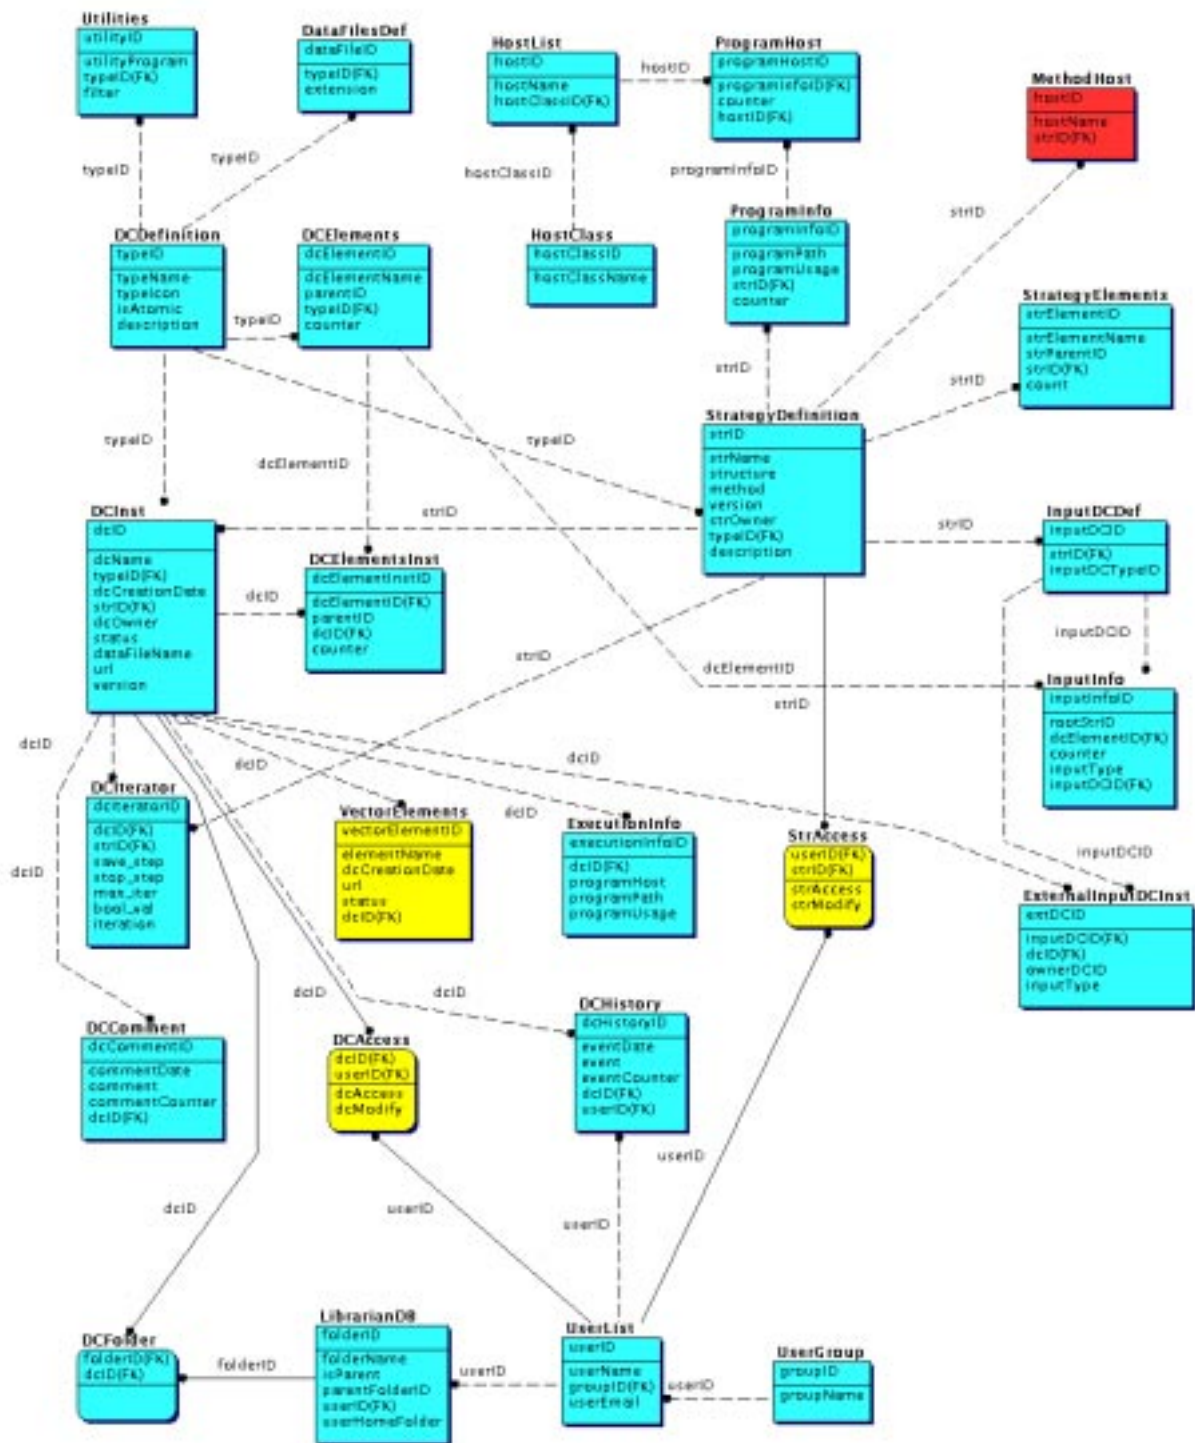 Utilities
utilityID
utilityProgram
typeID(FK)
filter
DataFilesDef
dataFileID
typeID(FK)
extension
HostList
hostID
hostName
hostClassID(FK)
hostID
ProgramHost
programHostID
programInfoID(FK)
counter
hostID(FK)
MethodHost
hostID
hostName
strID(FK)
typeID
typeID
hostClassID
programInfoID
strID
DCDefinition
typeID
typeName
typeIcon
isAtomic
description
typeID
DCElements
dcElementID
dcElementName
parentID
typeID(FK)
counter
HostClass
hostClassID
hostClassName
ProgramInfo
programInfoID
programPath
programUsage
strID(FK)
counter
StrategyElements
strElementID
strElementName
strParentID
strID(FK)
count
strID
strID
typeID
dcElementID
typeID
StrategyDefinition
strID
strName
structure
method
version
strOwner
typeID(FK)
description
DCInst
dcID
dcName
typeID(FK)
dcCreationDate
strID(FK)
dcOwner
status
dataFileName
url
version
strID
dcID
DCElementsInst
dcElementInstID
dcElementID(FK)
parentID
dcID(FK)
counter
strID
InputDCDef
inputDCID
strID(FK)
inputDCTypeID
inputDCID
strID
dcElementID
strID
InputInfo
inputInfoID
rootStrID
dcElementID(FK)
counter
inputType
inputDCID(FK)
dcID
dcID
dcID
dcID
dcID
DCIterator
dcIteratorID
dcID(FK)
strID(FK)
save_step
stop_step
max_iter
bool_val
iteration
VectorElements
vectorElementID
elementName
dcCreationDate
url
status
dcID(FK)
ExecutionInfo
executionInfoID
dcID(FK)
programHost
programPath
programUsage
StrAccess
userID(FK)
strID(FK)
strAccess
strModify
inputDCID
ExternalInputDCInst
extDCID
inputDCID(FK)
dcID(FK)
ownerDCID
inputType
dcID
dcID
DCComment
dcCommentID
commentDate
comment
commentCounter
dcID(FK)
DCAccess
dcID(FK)
userID(FK)
dcAccess
dcModify
DCHistory
dcHistoryID
eventDate
event
eventCounter
dcID(FK)
userID(FK)
dcID
userID
userID
userID
DCFolder
folderID(FK)
dcID(FK)
folderID
LibrarianDB
folderID
folderName
isParent
parentFolderID
userID(FK)
userHomeFolder
userID
UserList
userID
userName
groupID(FK)
userEmail
userID
UserGroup
groupID
groupName